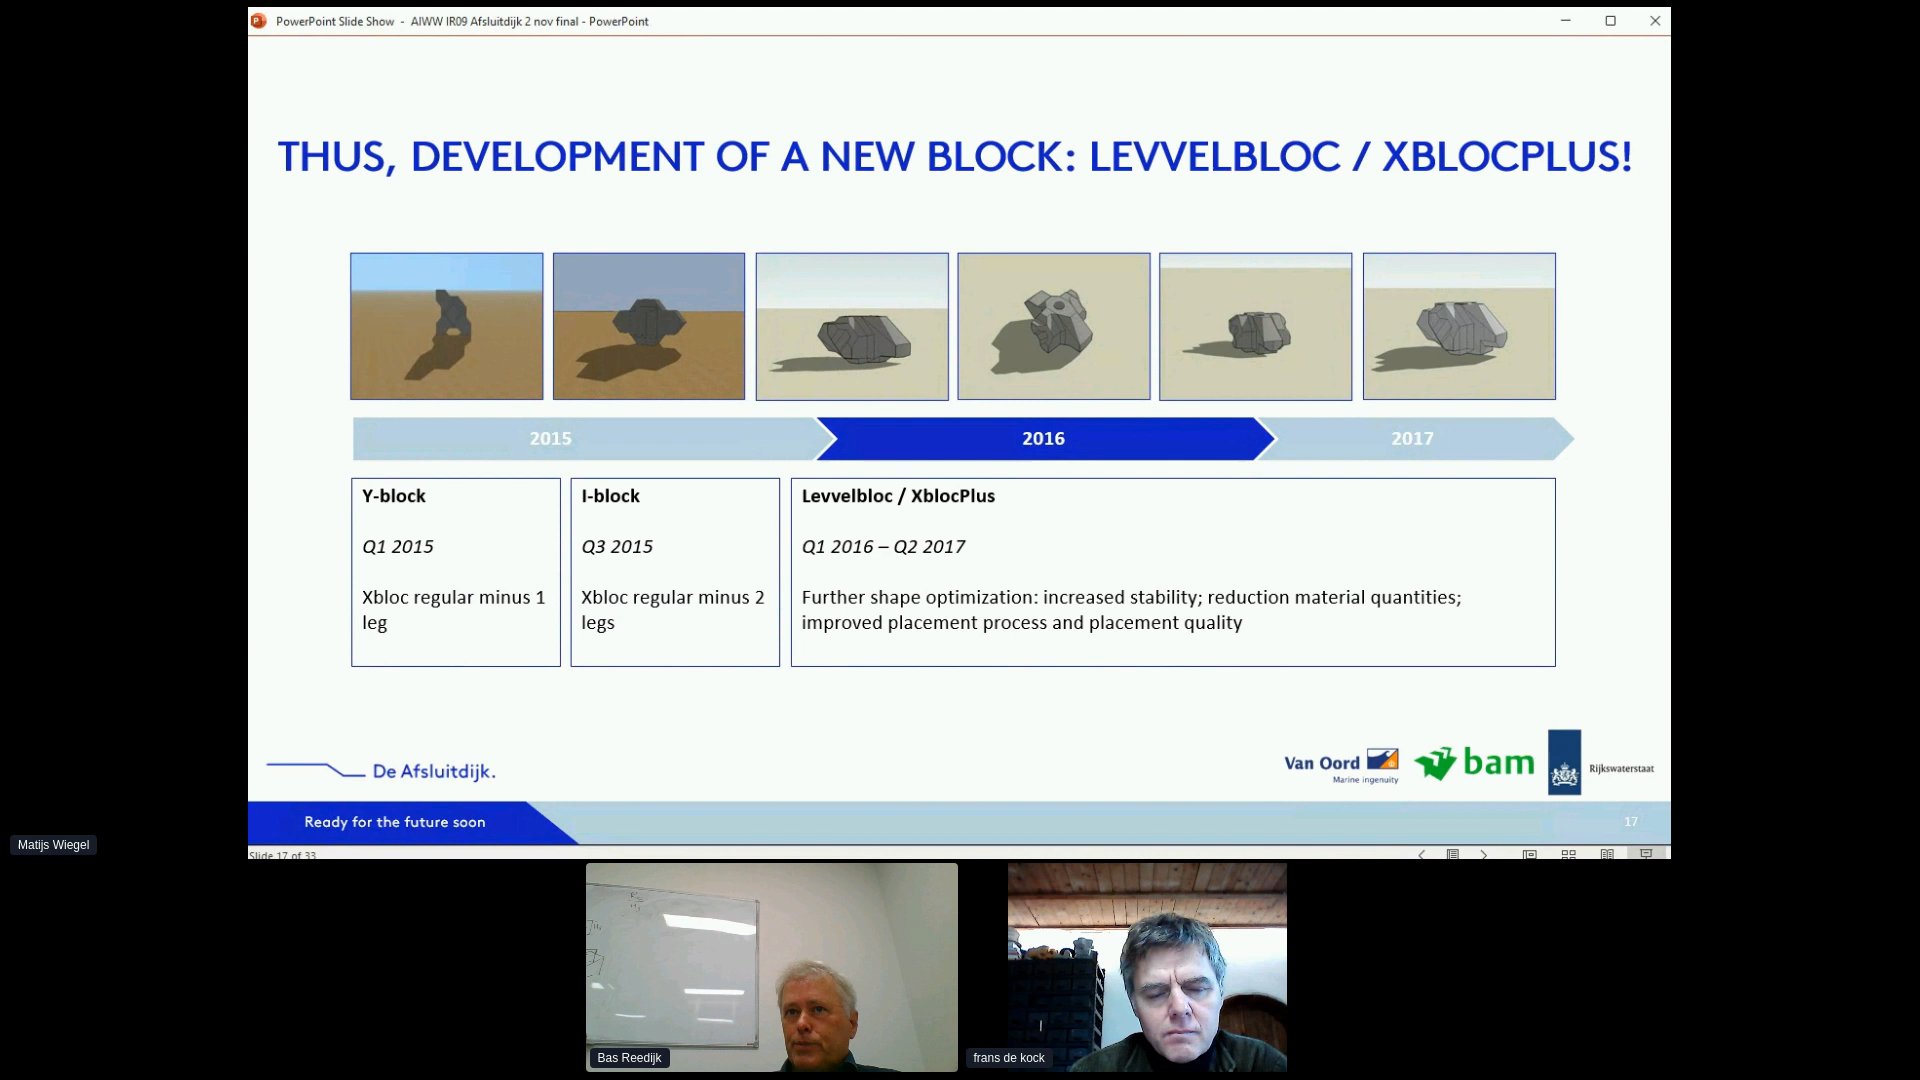 PowerPoint Slide Show - AIWW IR09 Afsluitdijk 2 nov final - PowerPoint
THUS, DEVELOPMENT OF A NEW BLOCK: LEVVELBLOC / XBLOCPLUS!
2015
2016
2017
Y-block
Q1 2015
Xbloc regular minus 1
leg
I-block
Q3 2015
Xbloc regular minus 2
legs
Levvelbloc / XblocPlus
Q1 2016 – Q2 2017
Further shape optimization: increased stability; reduction material quantities;
improved placement process and placement quality
De Afsluitdijk.
Van Oord
Marine ingenuity
bam
Rijkswaterstaat
Ready for the future soon
17
Slide 17 of 33
Matijs Wiegel
Bas Reedijk
frans de kock